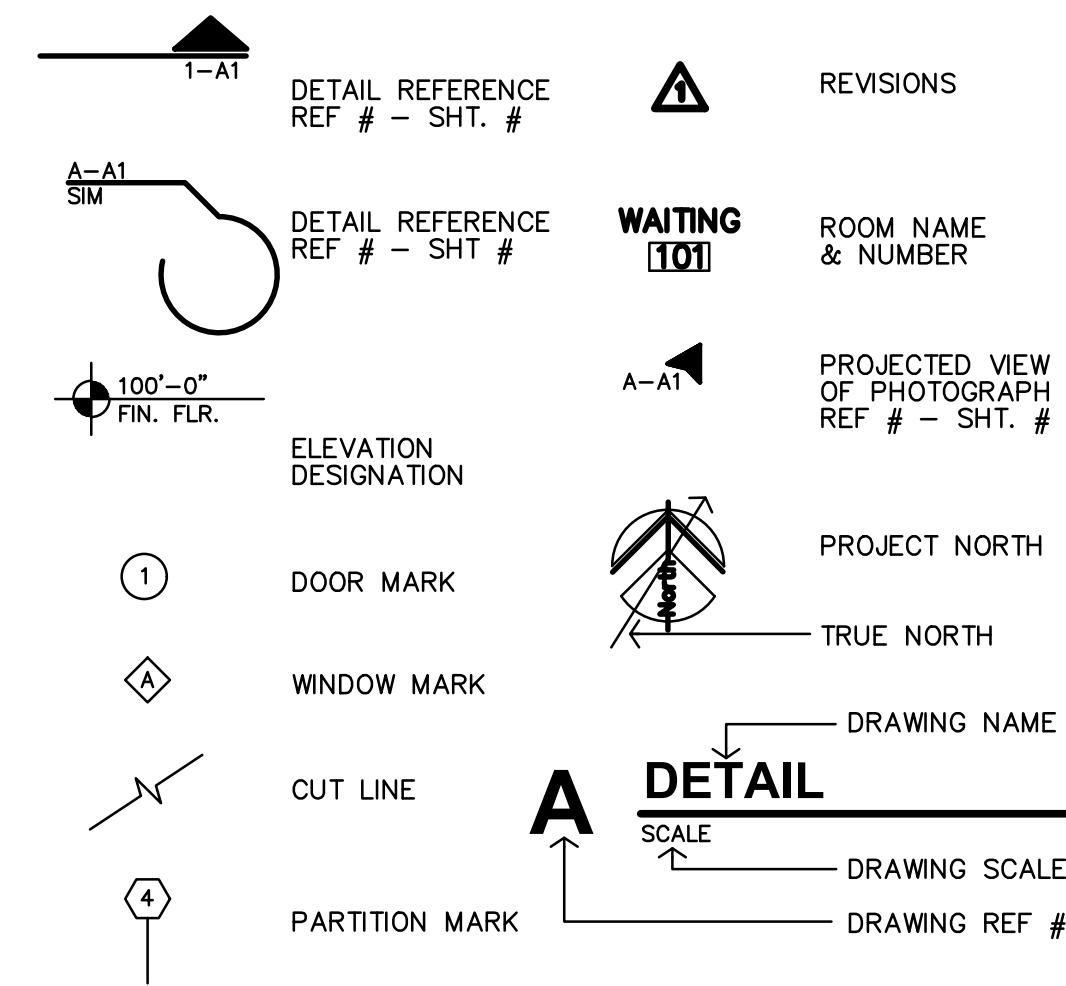 1-A1
DETAIL REFERENCE
REF # - SHT. #
A-A1
SIM
DETAIL REFERENCE
REF # - SHT #
100'-0"
FIN. FLR.
ELEVATION
DESIGNATION
1
DOOR MARK
A
WINDOW MARK
CUT LINE
4
PARTITION MARK
1
REVISIONS
WAITING
101
ROOM NAME
& NUMBER
A-A1
PROJECTED VIEW
OF PHOTOGRAPH
REF # - SHT. #
North
PROJECT NORTH
TRUE NORTH
DRAWING NAME
A
DETAIL
SCALE
DRAWING SCALE
DRAWING REF #